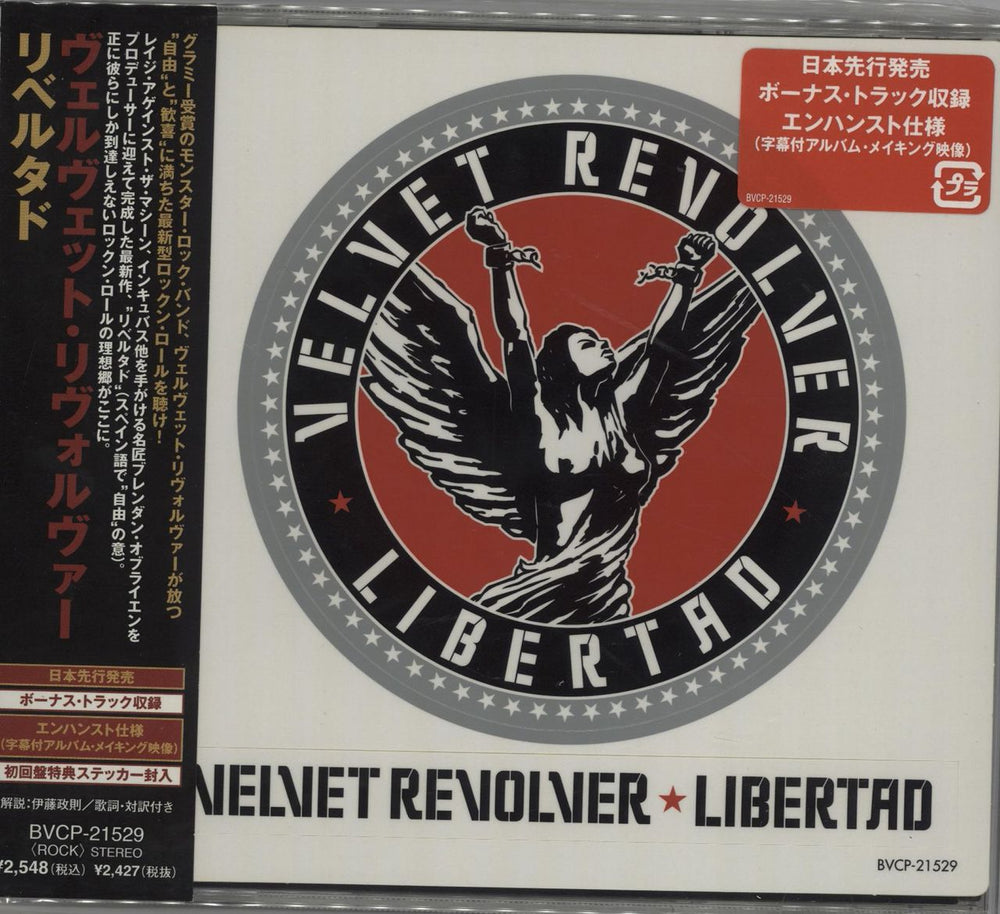 リベルタド
ヴェルヴェット・リヴォルヴァー
グラミー受賞のモンスター・ロック・バンド、ヴェルヴェット・リヴォルヴァーが放つ
"自由"と"歓喜"に満ちた最新型ロックン・ロールを聴け！
レイジ・アゲインスト・ザ・マシーン、インキュバス他を手がける名匠ブレンダン・オブライエンを
プロデューサーに迎えて完成した最新作、"リベルタド"（スペイン語で"自由"の意）。
正に彼らにしか到達しえないロックン・ロールの理想郷がここに。
日本先行発売
ボーナス・トラック収録
エンハンスト仕様
(字幕付アルバム・メイキング映像)
初回盤特典ステッカー封入
解説：伊藤政則／歌詞・対訳付き
BVCP-21529
〈ROCK〉 STEREO
¥2,548(税込) ¥2,427(税抜)
日本先行発売
ボーナス・トラック収録
エンハンスト仕様
(字幕付アルバム・メイキング映像)
BVCP-21529
プラ
VELVET REVOLVER
★ LIBERTAD ★
VELVET REVOLVER ★ LIBERTAD
BVCP-21529